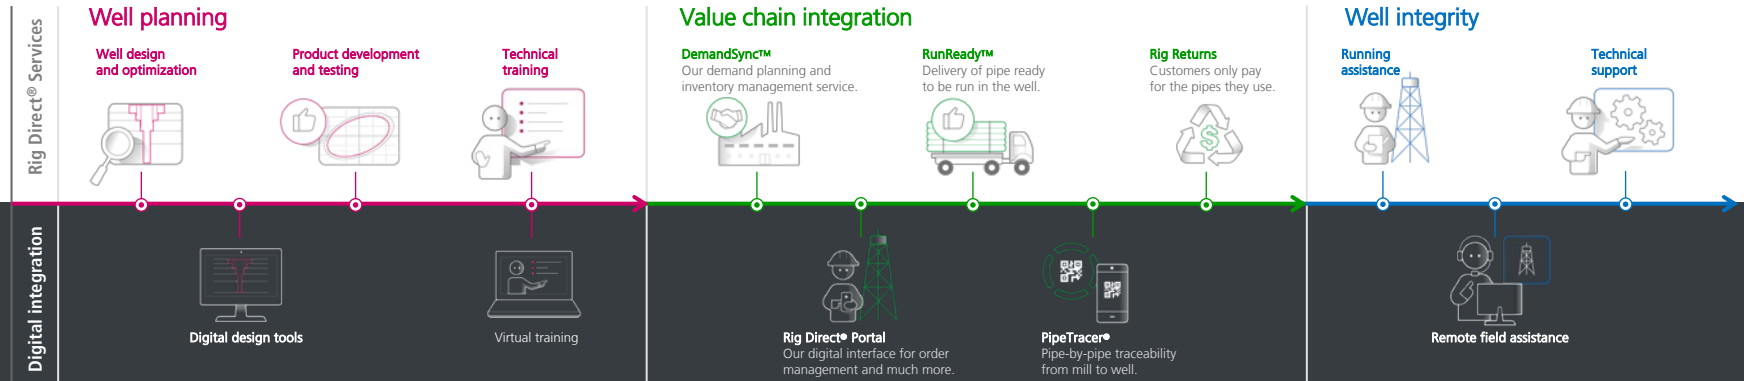 Rig Direct® Services
Well planning
Well design
and optimization
Product development
and testing
Technical
training
Value chain integration
DemandSync™
Our demand planning and
inventory management service.
RunReady™
Delivery of pipe ready
to be run in the well.
Rig Returns
Customers only pay
for the pipes they use.
Well integrity
Running
assistance
Technical
support
$
Digital integration
Digital design tools
Virtual training
Rig Direct® Portal
Our digital interface for order
management and much more.
PipeTracer®
Pipe-by-pipe traceability
from mill to well.
Remote field assistance